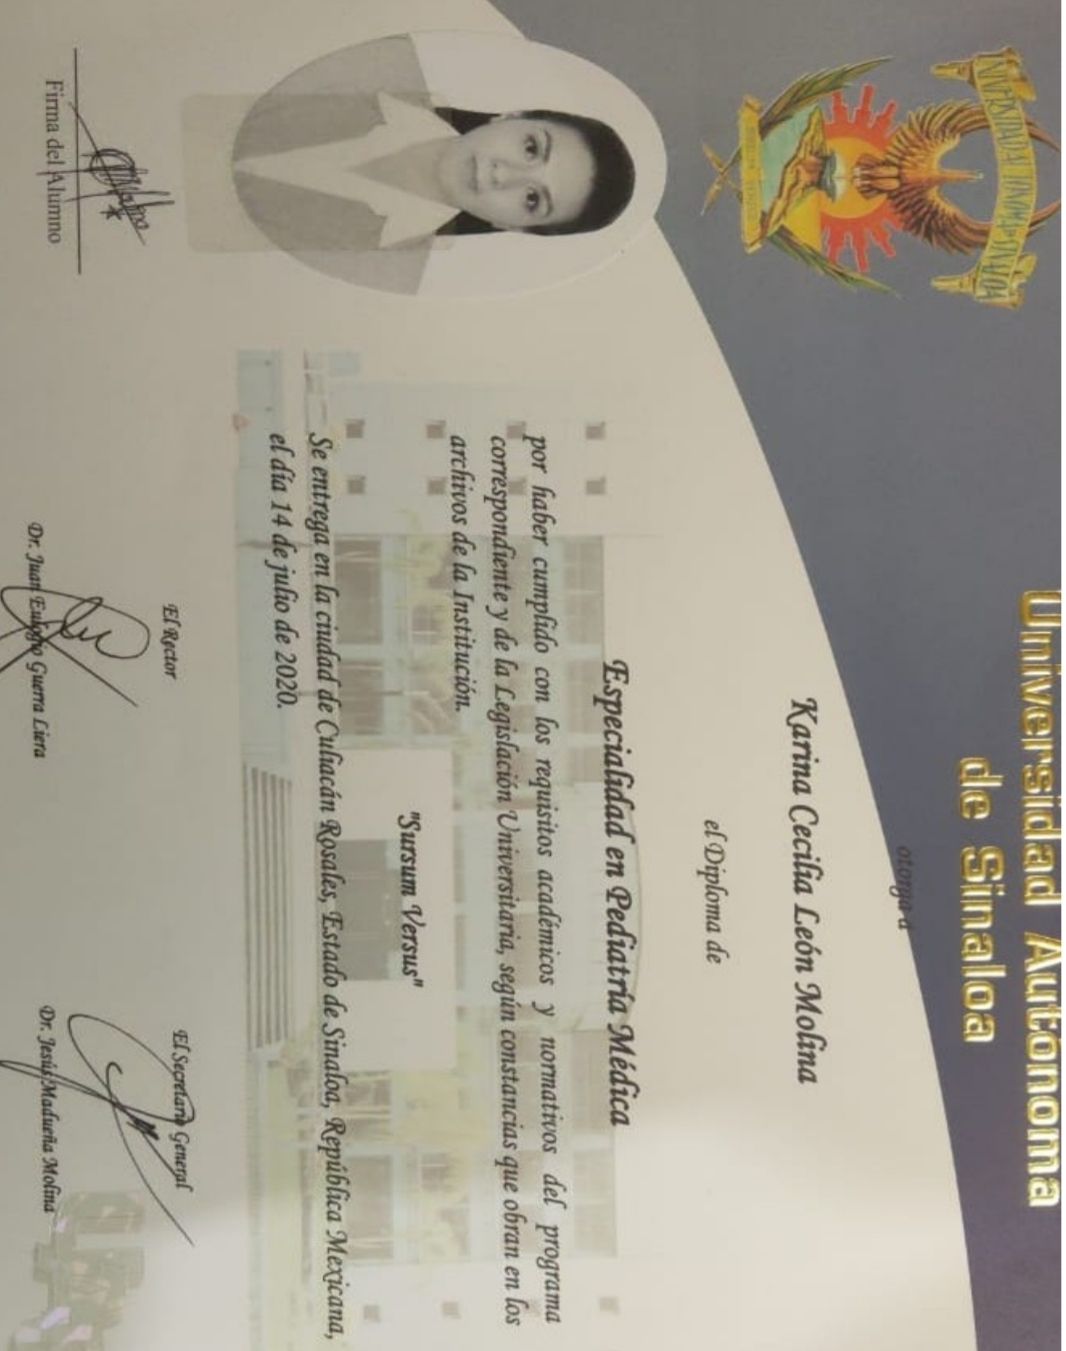 UNIVERSIDAD AUTONOMA DE SINALOA
Universidad Autónoma
de Sinaloa
otorga a
Karina Cecilia León Molina
el Diploma de
Especialidad en Pediatría Médica
por haber cumplido con los requisitos académicos y normativos del programa
correspondiente y de la Legislación Universitaria, según constancias que obran en los
archivos de la Institución.
"Sursum Versus"
Se entrega en la ciudad de Culiacán Rosales, Estado de Sinaloa, República Mexicana,
el día 14 de julio de 2020.
Firma del Alumno
El Rector
Dr. Juan Eulogio Guerra Liera
El Secretario General
Dr. Jesús Madueña Molina